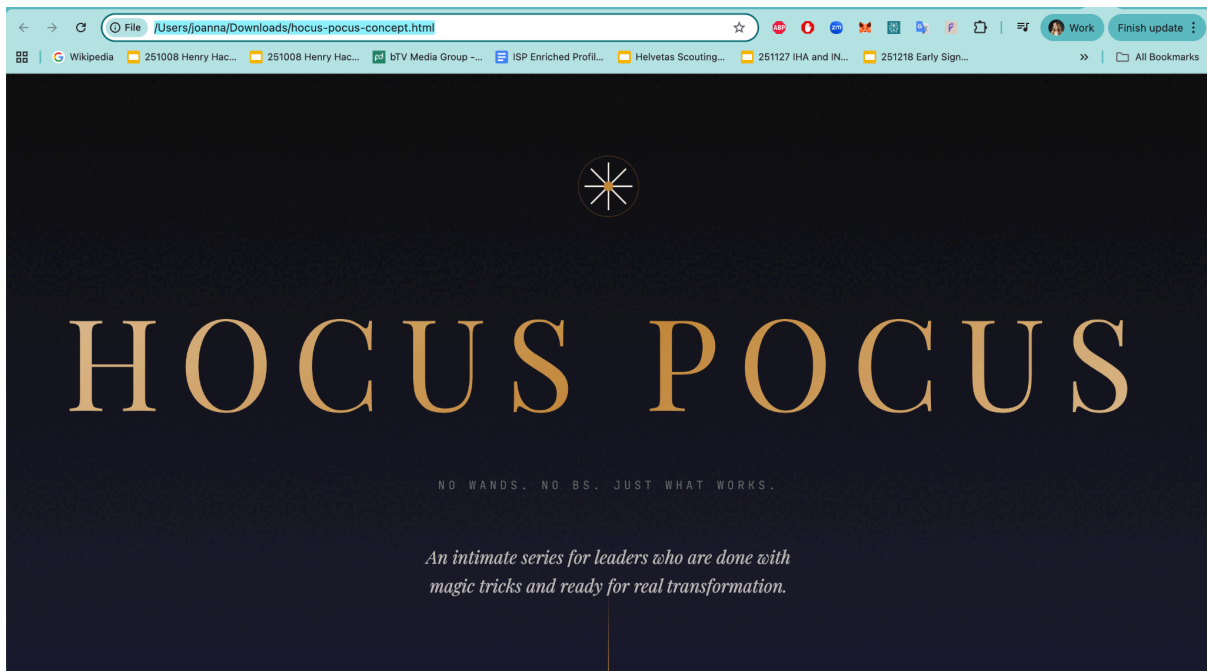 File /Users/joanna/Downloads/hocus-pocus-concept.html ABP zm F Work Finish update
G Wikipedia 251008 Henry Hac... 251008 Henry Hac... pd bTV Media Group -... ISP Enriched Profil... Helvetas Scouting... 251127 IHA and IN... 251218 Early Sign... » All Bookmarks
HOCUS POCUS
NO WANDS. NO BS. JUST WHAT WORKS.
An intimate series for leaders who are done with
magic tricks and ready for real transformation.